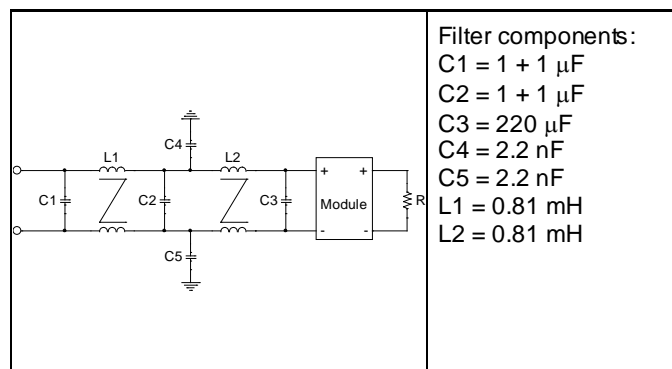 C4
L1
L2
C1
C2
C3
C5
+
+
Module
-
-
R
Filter components:
C1 = 1 + 1 μF
C2 = 1 + 1 μF
C3 = 220 μF
C4 = 2.2 nF
C5 = 2.2 nF
L1 = 0.81 mH
L2 = 0.81 mH